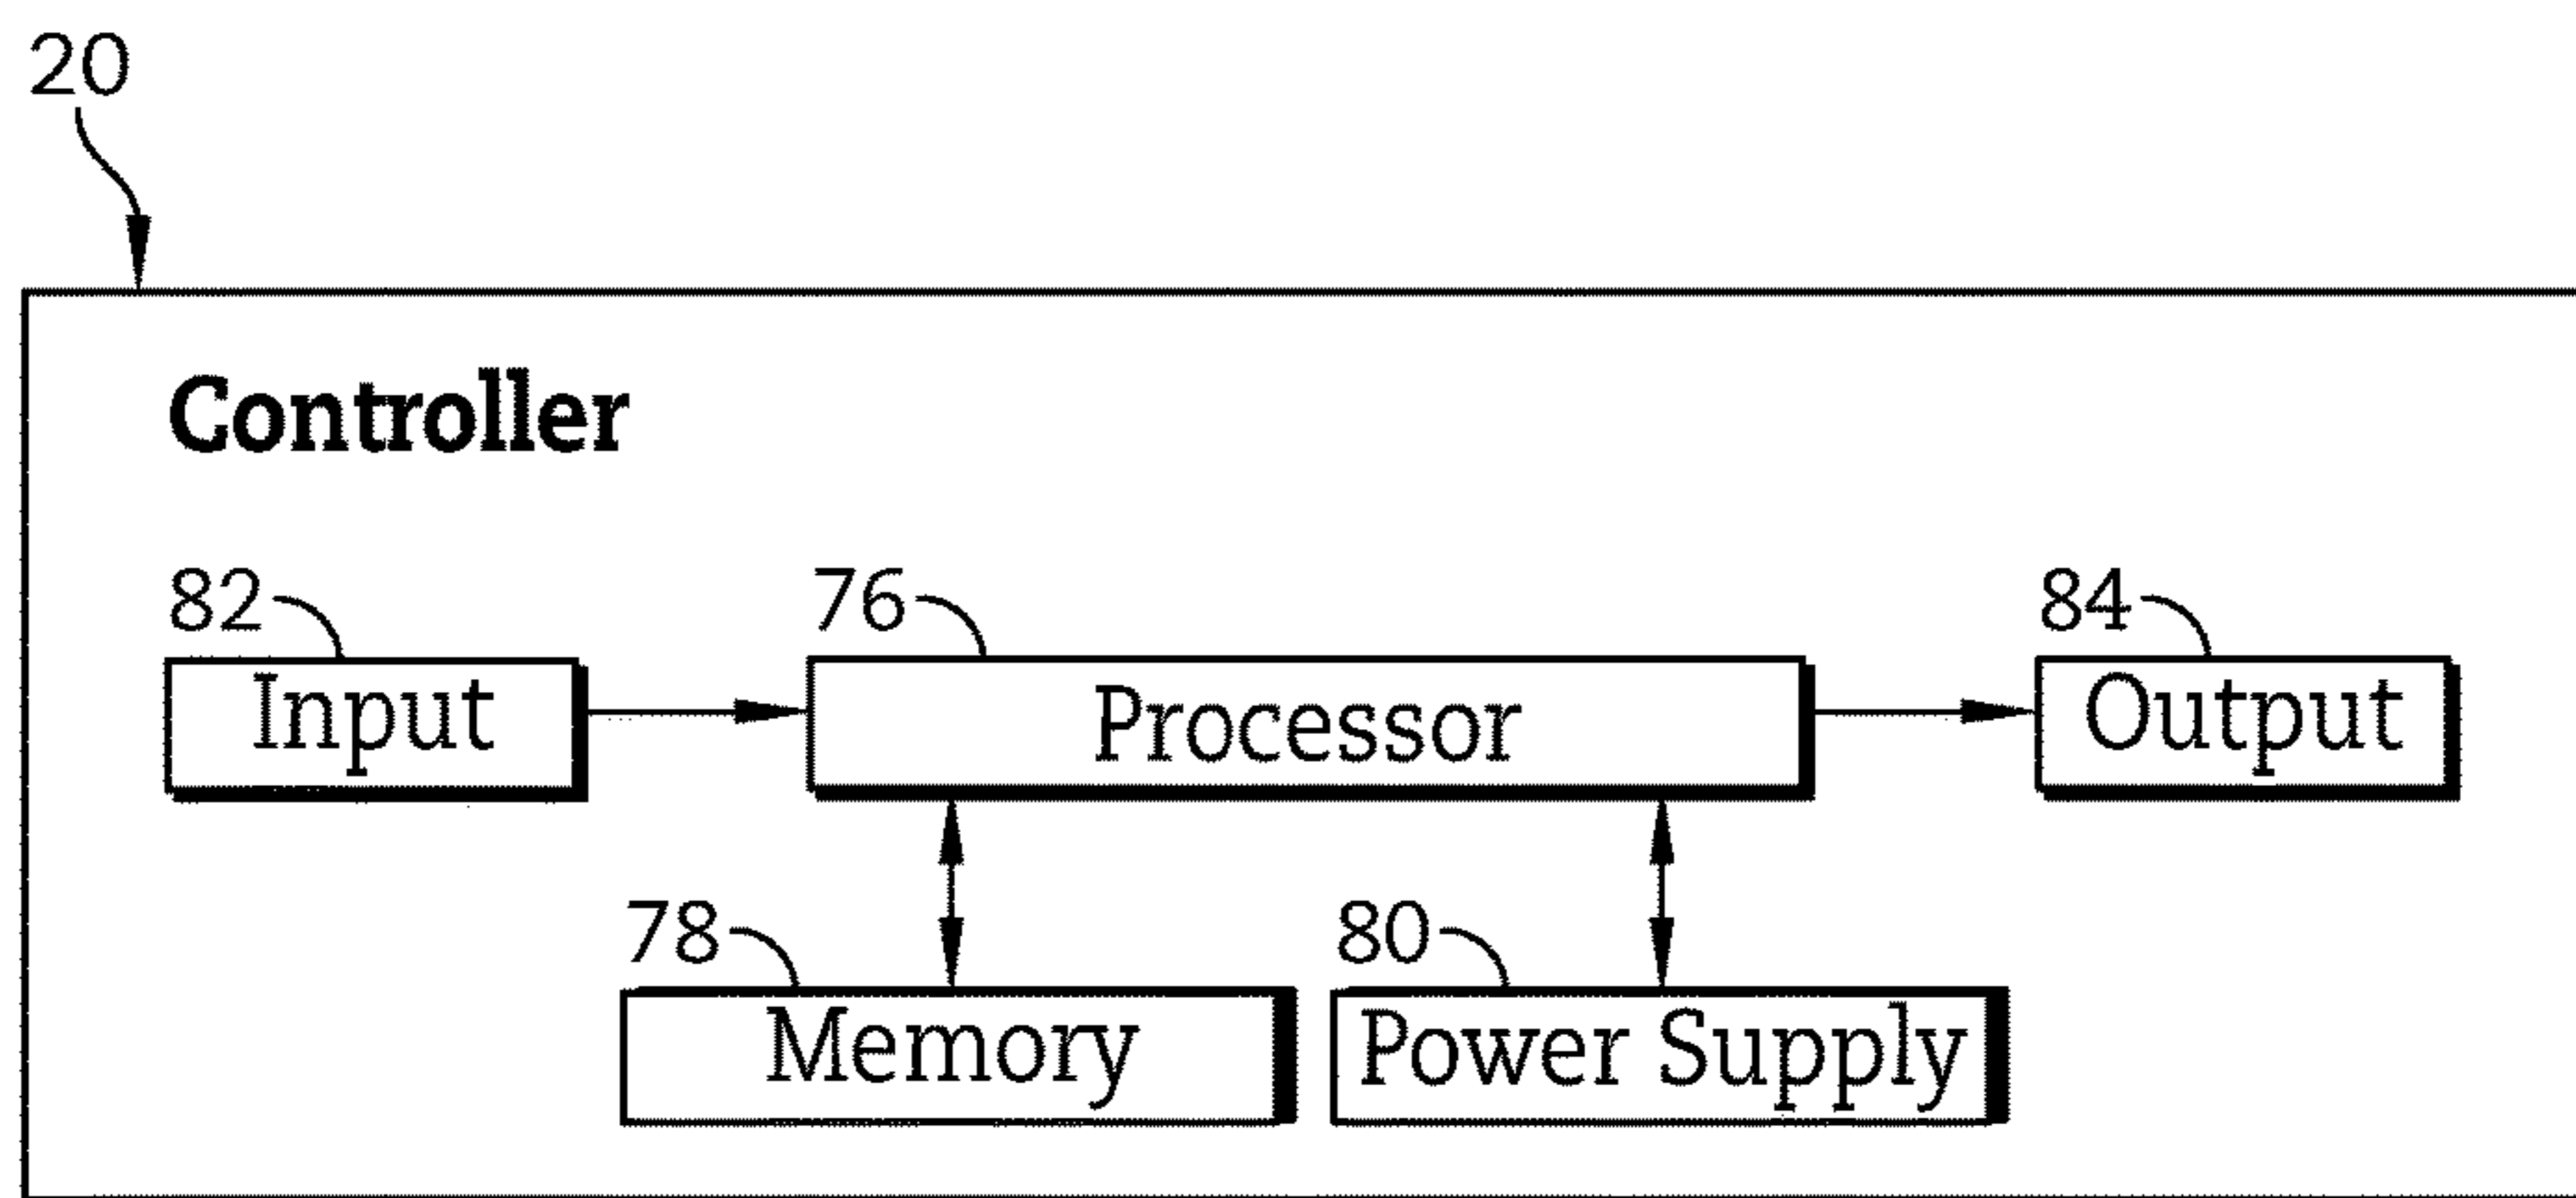 20
Controller
82
76
84
Input
Processor
Output
78
80
Memory
Power Supply